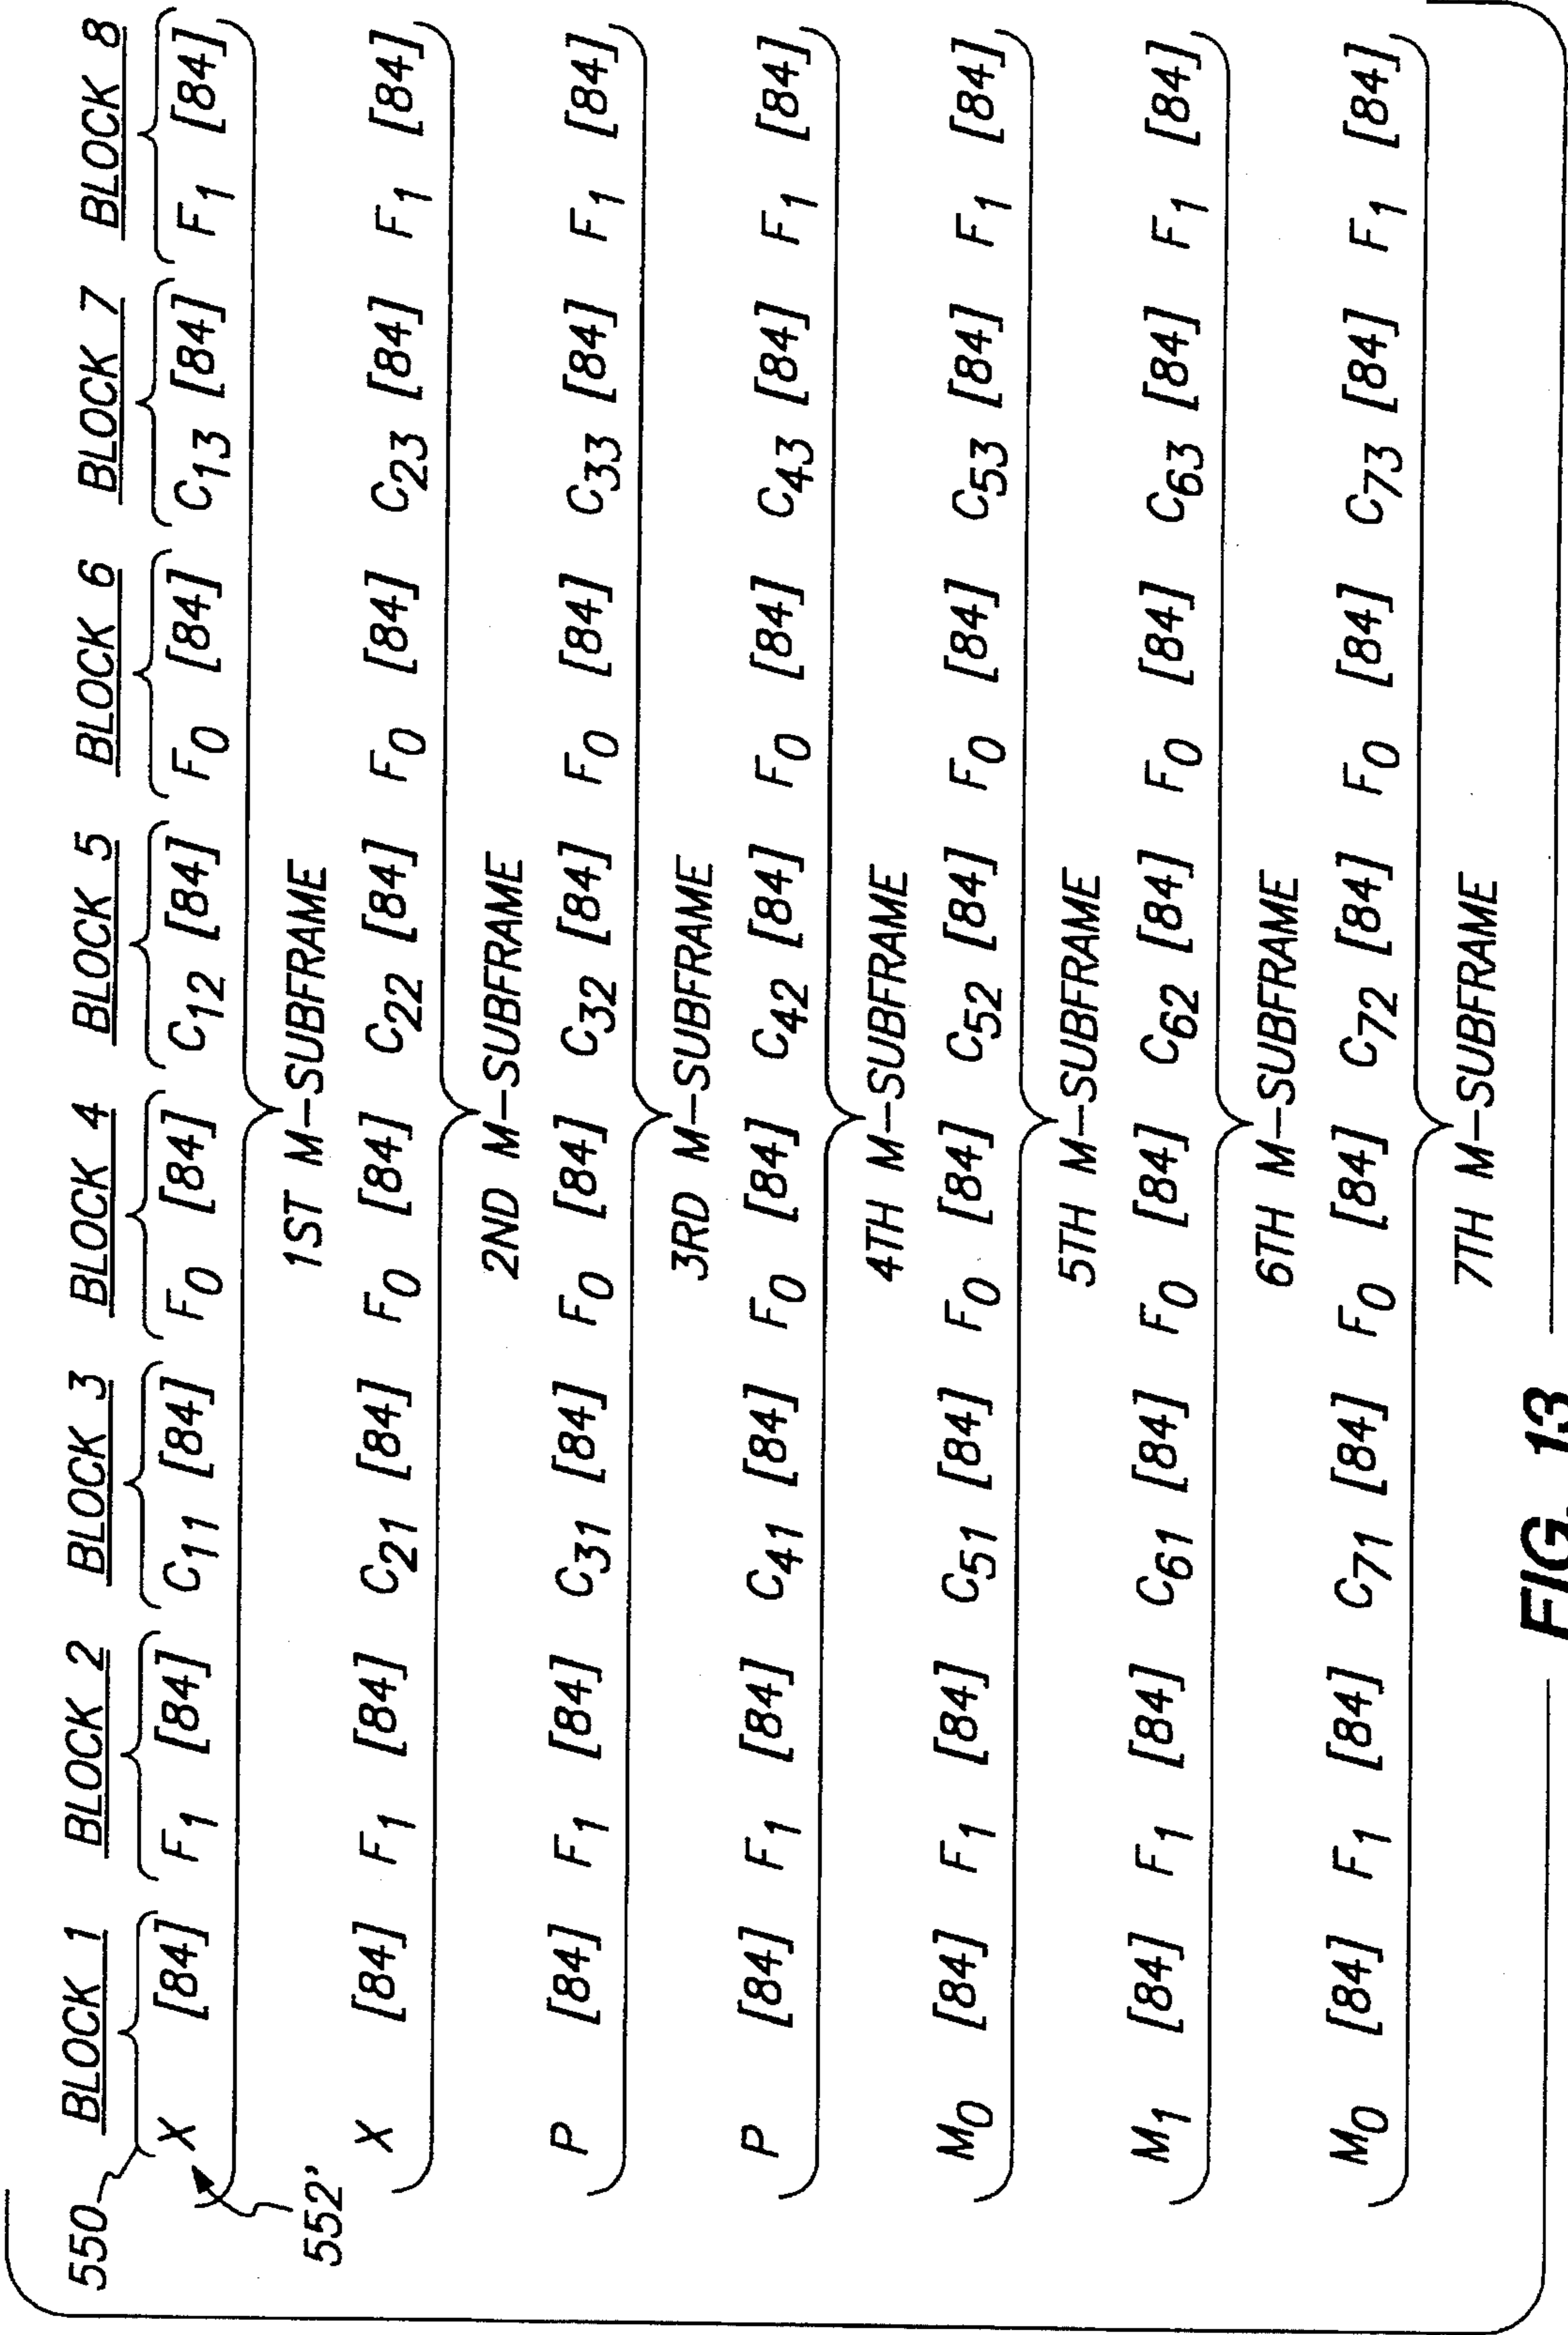 BLOCK 1 BLOCK 2 BLOCK 3 BLOCK 4 BLOCK 5 BLOCK 6 BLOCK 7 BLOCK 8
550
X [84] F1 [84] C11 [84] F0 [84] C12 [84] F0 [84] C13 [84] F1 [84]
552'
1ST M-SUBFRAME
X [84] F1 [84] C21 [84] F0 [84] C22 [84] F0 [84] C23 [84] F1 [84]
2ND M-SUBFRAME
P [84] F1 [84] C31 [84] F0 [84] C32 [84] F0 [84] C33 [84] F1 [84]
3RD M-SUBFRAME
P [84] F1 [84] C41 [84] F0 [84] C42 [84] F0 [84] C43 [84] F1 [84]
4TH M-SUBFRAME
M0 [84] F1 [84] C51 [84] F0 [84] C52 [84] F0 [84] C53 [84] F1 [84]
5TH M-SUBFRAME
M1 [84] F1 [84] C61 [84] F0 [84] C62 [84] F0 [84] C63 [84] F1 [84]
6TH M-SUBFRAME
M0 [84] F1 [84] C71 [84] F0 [84] C72 [84] F0 [84] C73 [84] F1 [84]
7TH M-SUBFRAME
FIG. 13